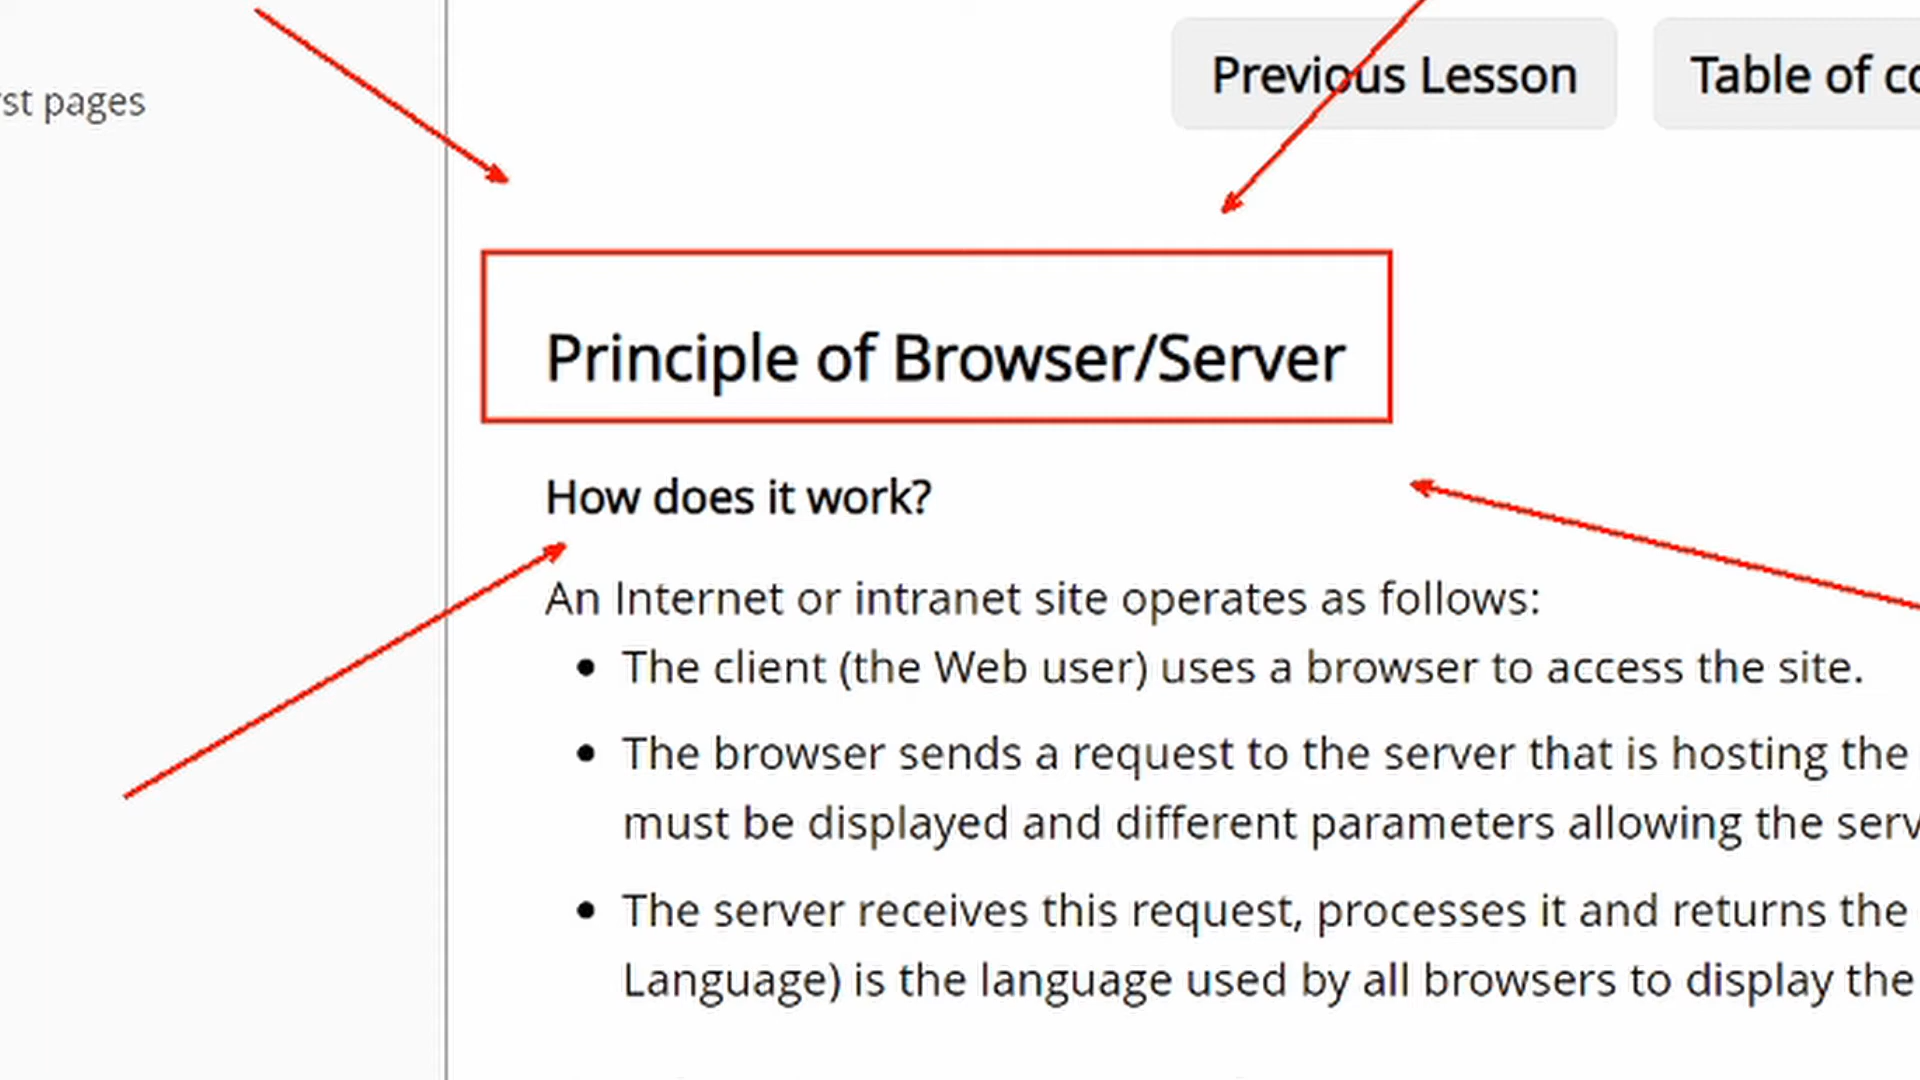 Previous Lesson
Table of co
st pages
Principle of Browser/Server
How does it work?
An Internet or intranet site operates as follows:
• The client (the Web user) uses a browser to access the site.
• The browser sends a request to the server that is hosting the
must be displayed and different parameters allowing the serv
• The server receives this request, processes it and returns the
Language) is the language used by all browsers to display the